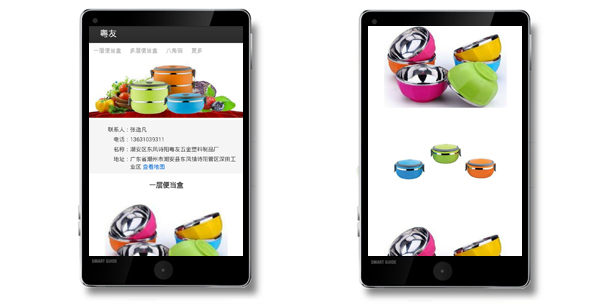 粤友
一层便当盒 多层便当盒 八角碗 更多
联系人：张逸凡
电话：13631039311
名称：潮安区东凤诗阳粤友五金塑料制品厂
地址：广东省潮州市潮安县东凤镇诗阳管区深圳工
业区 查看地图
一层便当盒
SMART GUIDE
SMART GUIDE